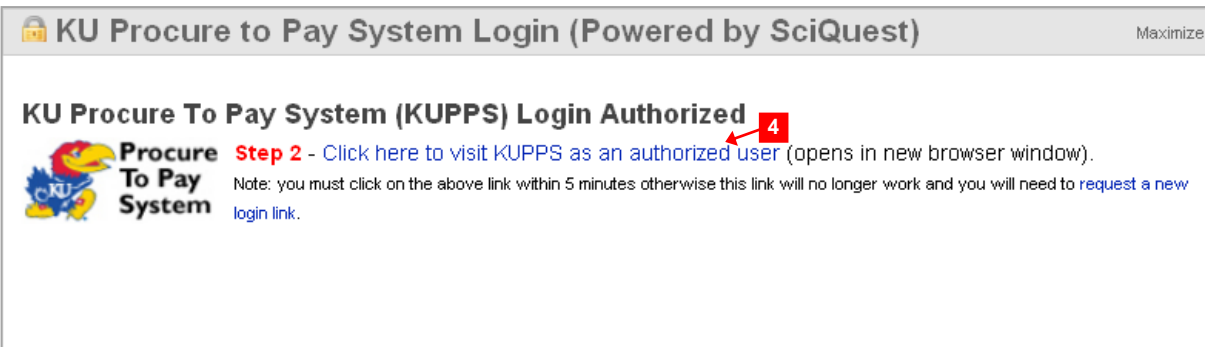 KU Procure to Pay System Login (Powered by SciQuest)
Maximize
KU Procure To Pay System (KUPPS) Login Authorized
4
KU
Procure
To Pay
System
Step 2 - Click here to visit KUPPS as an authorized user (opens in new browser window).
Note: you must click on the above link within 5 minutes otherwise this link will no longer work and you will need to request a new
login link.